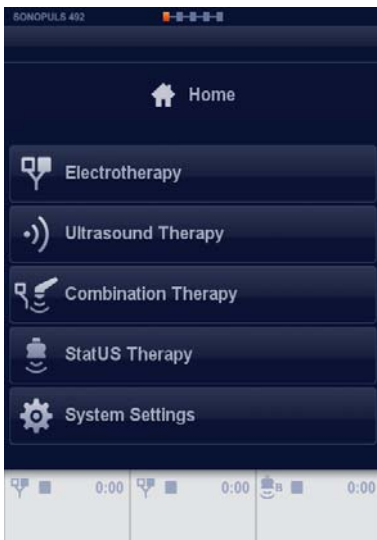 SONOPULS 492
Home
Electrotherapy
Ultrasound Therapy
Combination Therapy
StatUS Therapy
System Settings
0:00 0:00 B 0:00